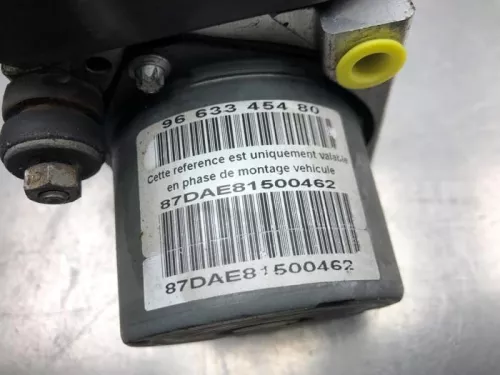 96 633 454 80
Cette reference est uniquement valable
en phase de montage vehicule
87DAE81500462
87DAE81500462